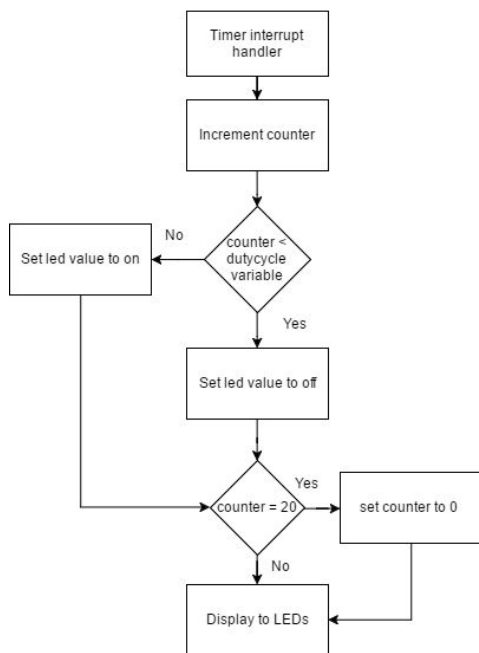 Timer interrupt
handler
Increment counter
No
counter <
dutycycle
variable
Set led value to on
Yes
Set led value to off
Yes
counter = 20
set counter to 0
No
Display to LEDs